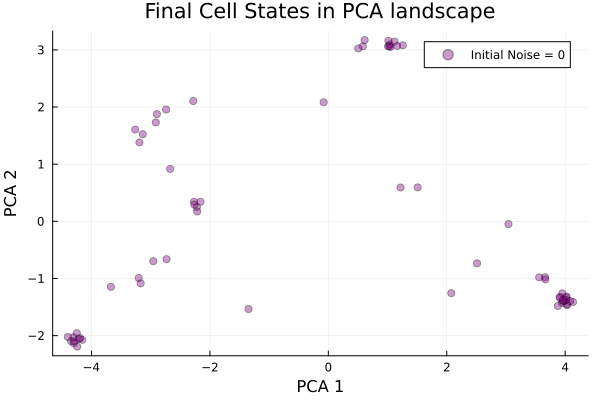 Final Cell States in PCA landscape
Initial Noise = 0
3
2
1
0
−1
−2
PCA 2
−4
−2
0
2
4
PCA 1